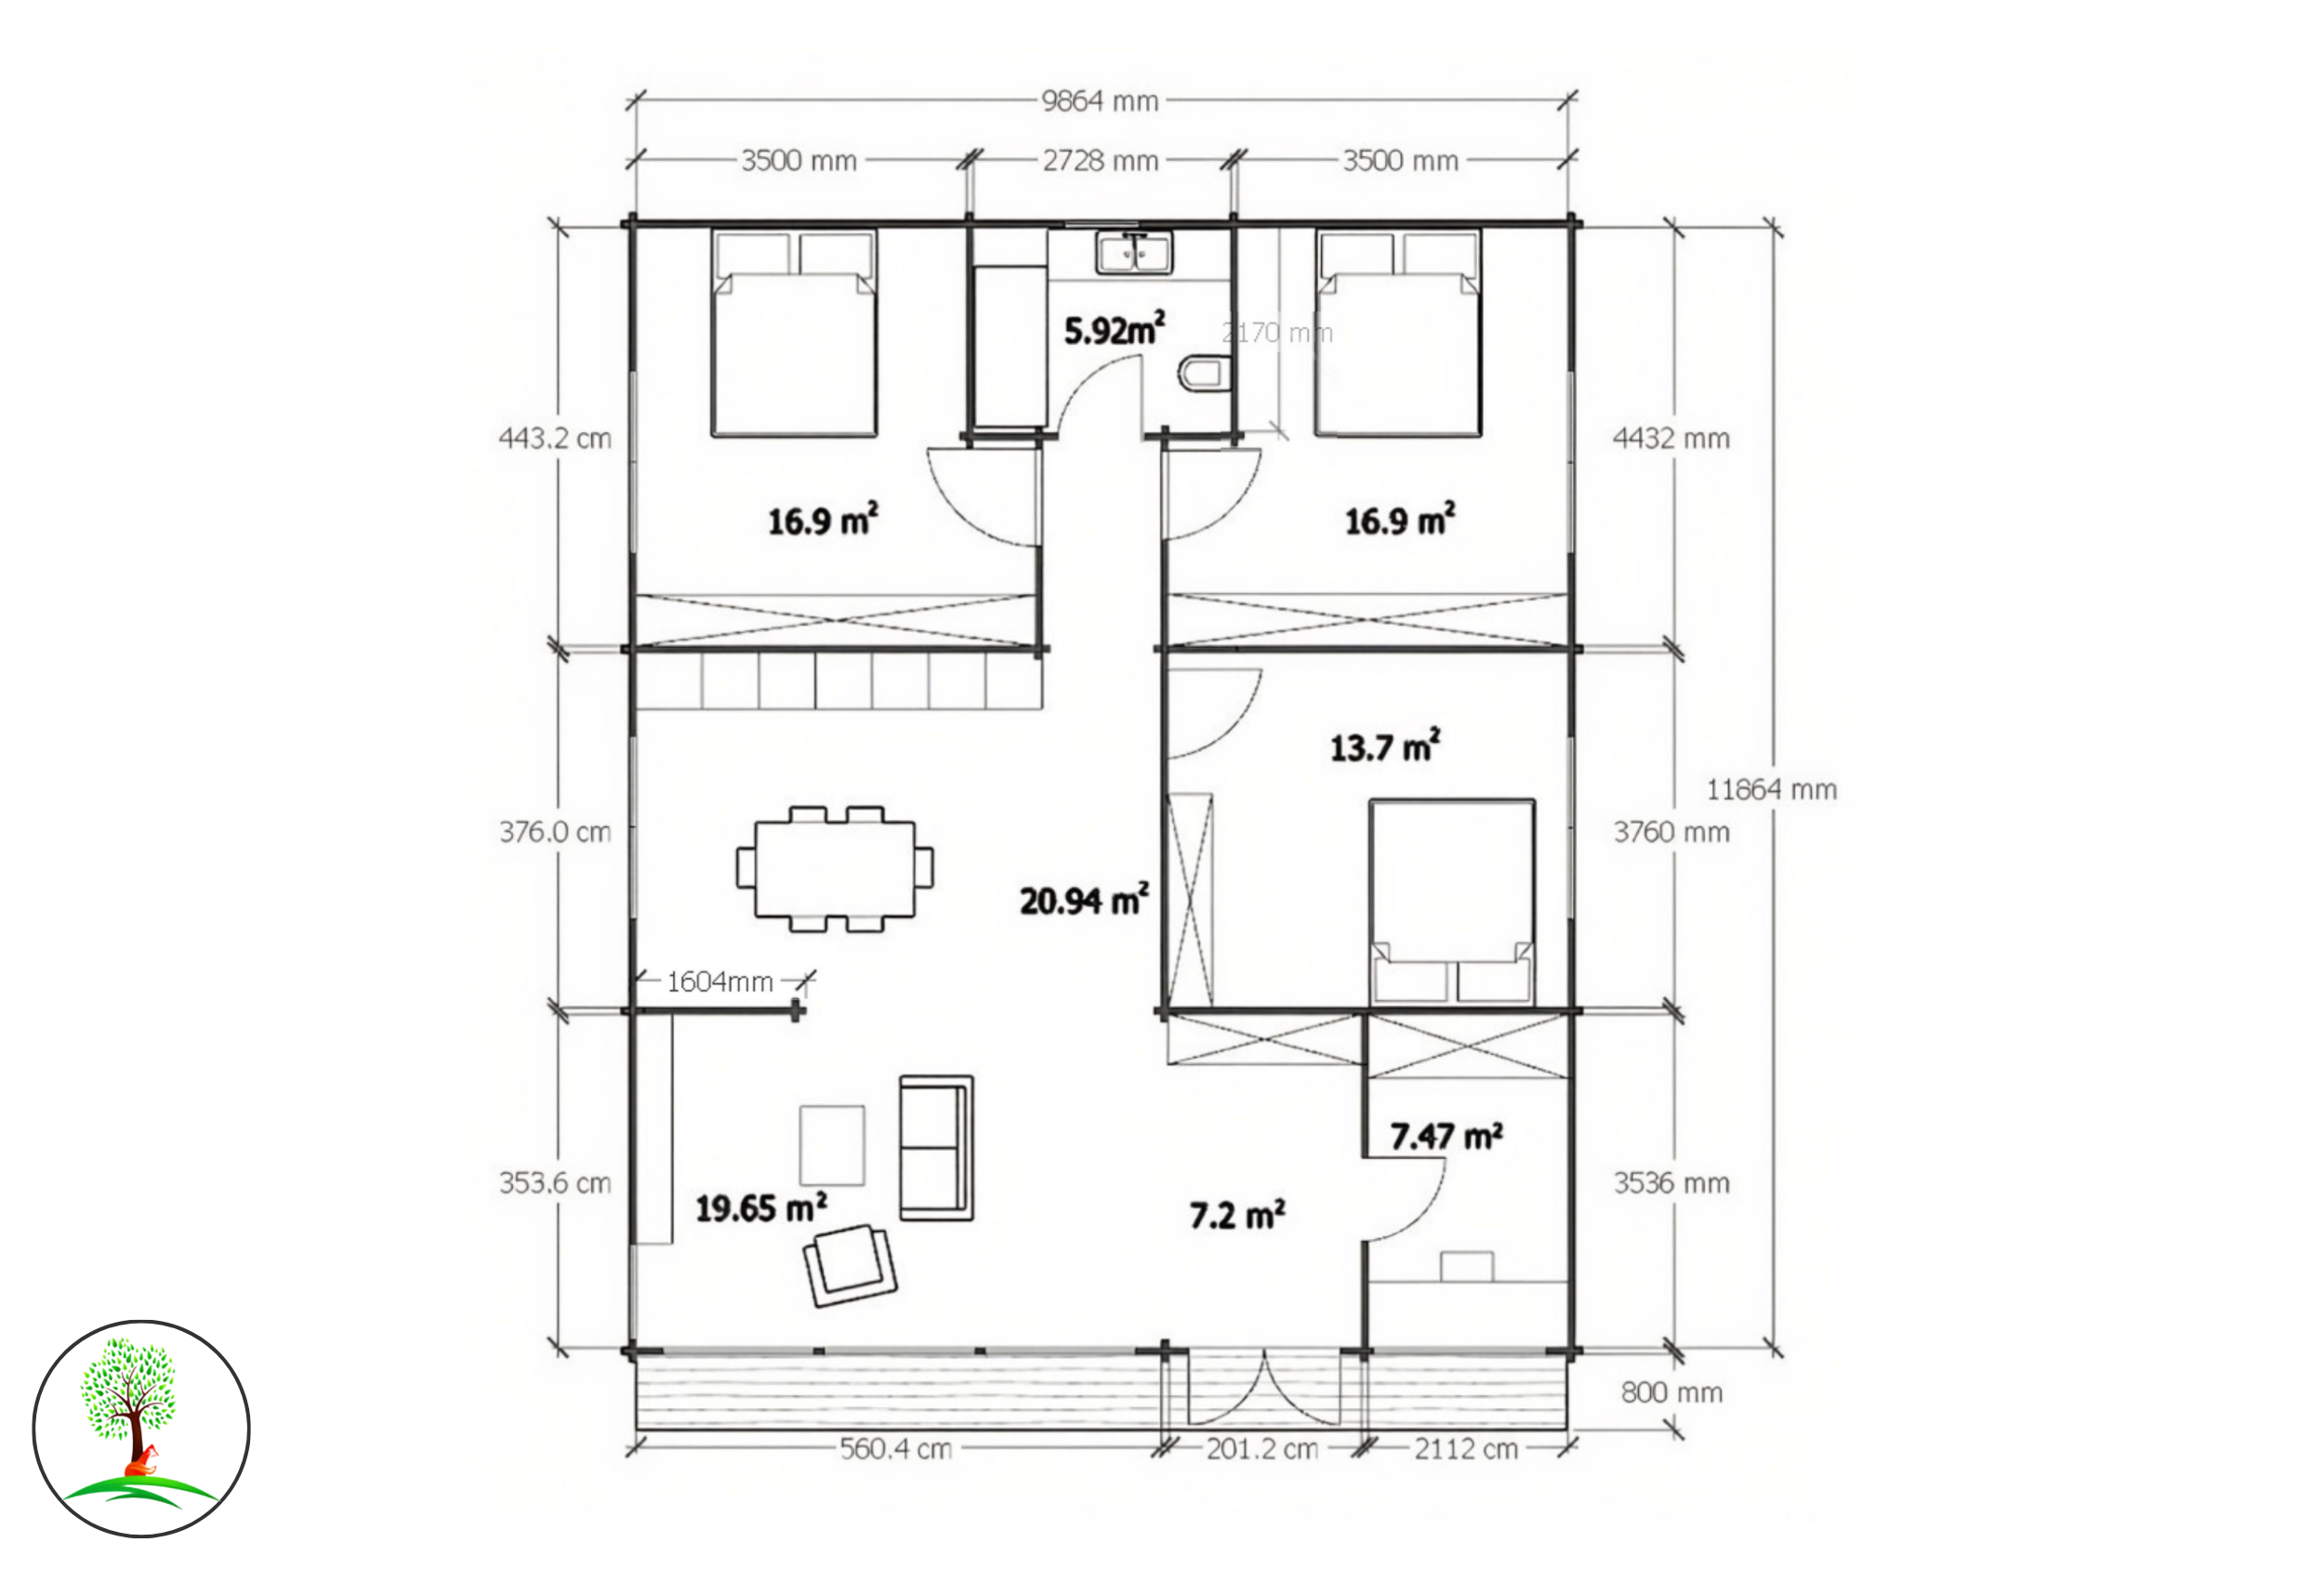 9864 mm
3500 mm
2728 mm
3500 mm
5.92m²
2170 mm
443.2 cm
4432 mm
16.9 m²
16.9 m²
13.7 m²
11864 mm
376.0 cm
3760 mm
20.94 m²
1604mm
7.47 m²
353.6 cm
3536 mm
19.65 m²
7.2 m²
800 mm
560.4 cm
201.2 cm
2112 cm